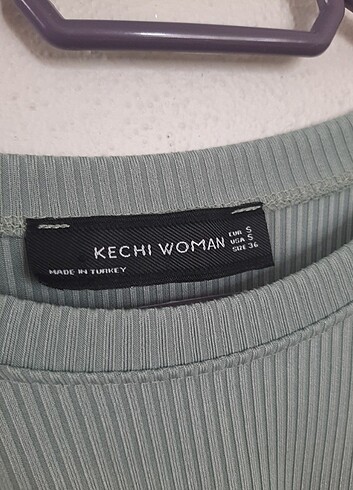 KECHI WOMAN
EUR S
USA S
SIZE 36
MADE IN TURKEY